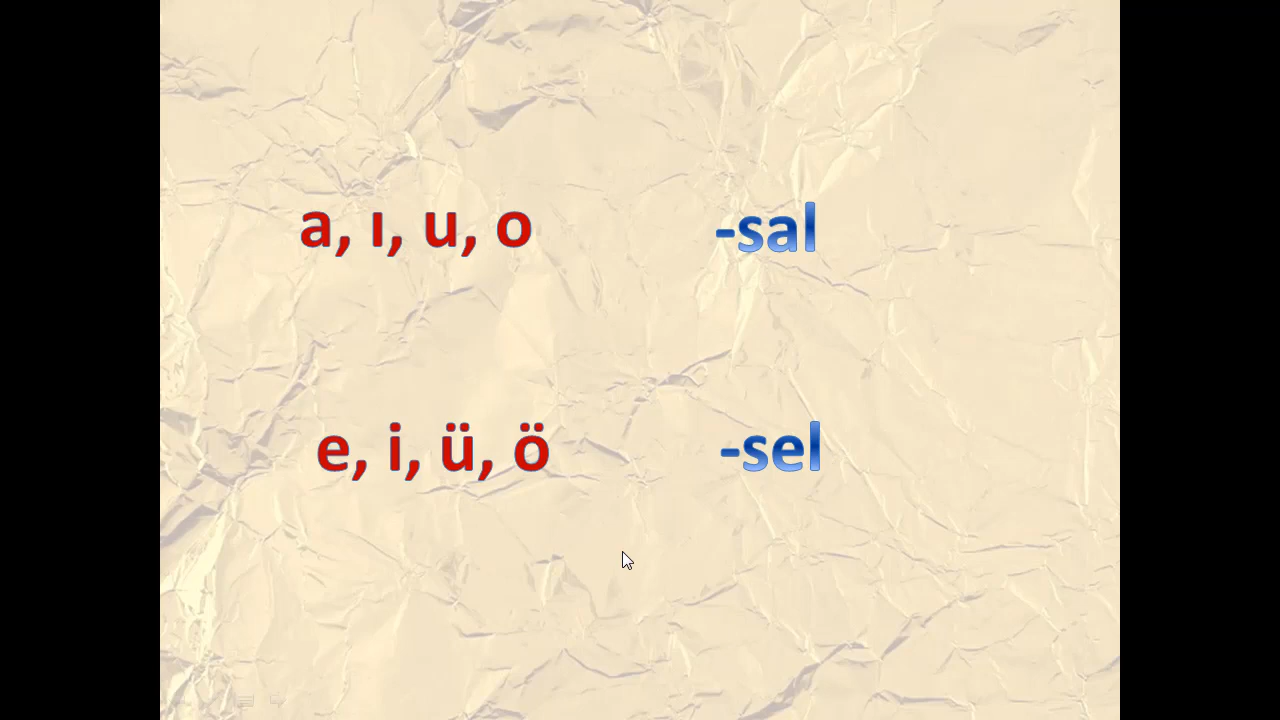 a, ı, u, o -sal
e, i, ü, ö -sel